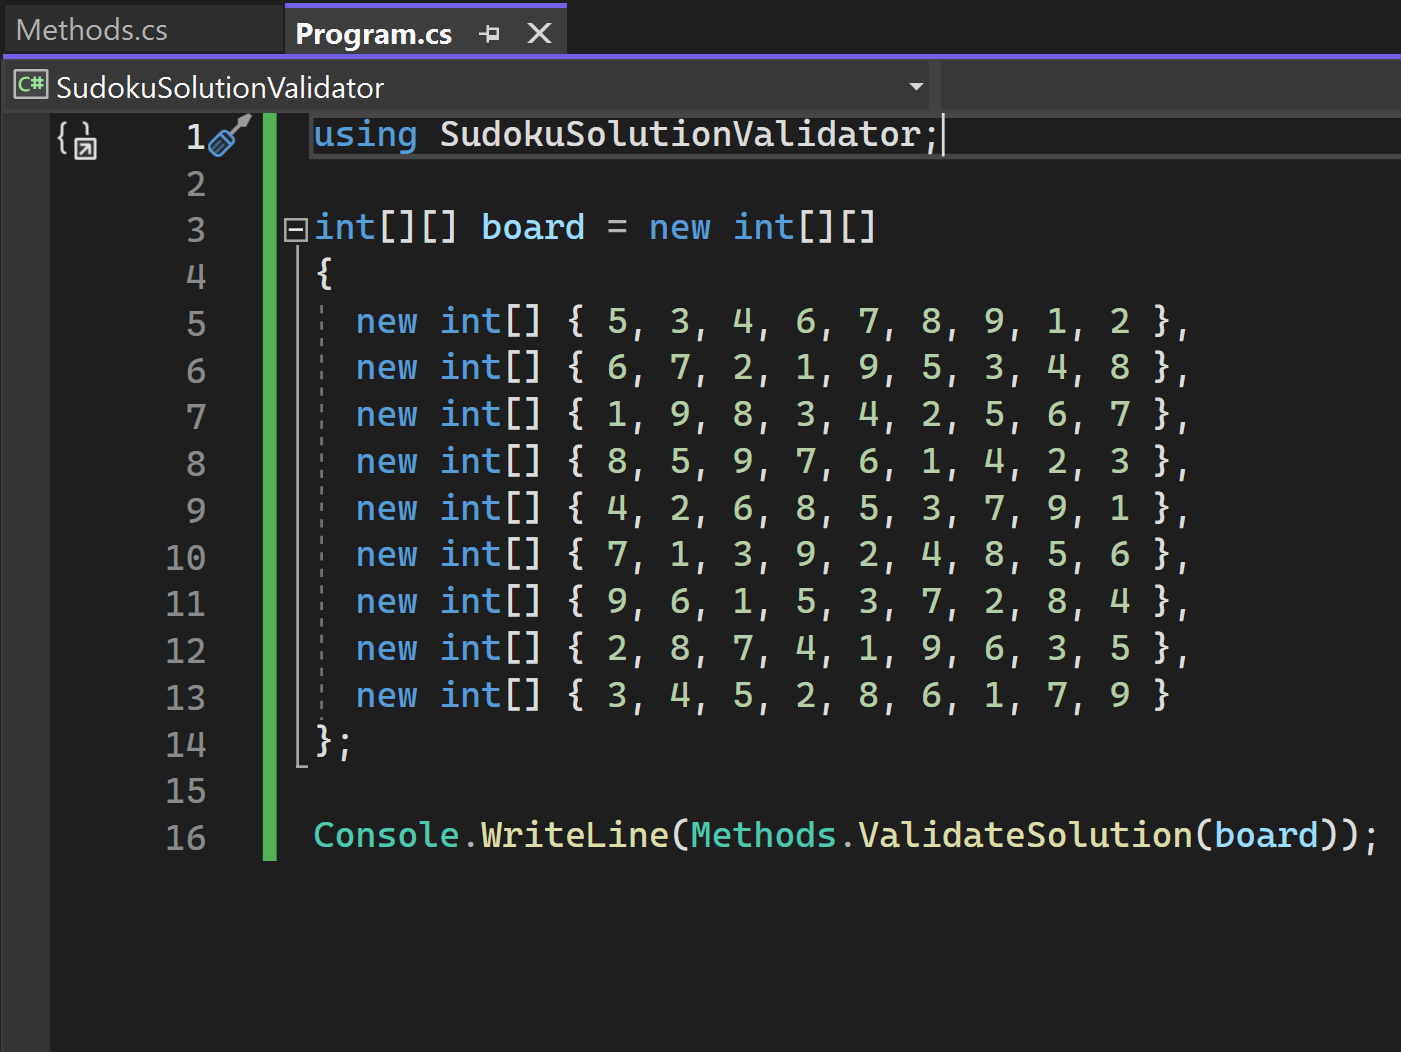 Methods.cs Program.cs
C# SudokuSolutionValidator
1 using SudokuSolutionValidator;
2
3 int[][] board = new int[][]
4 {
5 new int[] { 5, 3, 4, 6, 7, 8, 9, 1, 2 },
6 new int[] { 6, 7, 2, 1, 9, 5, 3, 4, 8 },
7 new int[] { 1, 9, 8, 3, 4, 2, 5, 6, 7 },
8 new int[] { 8, 5, 9, 7, 6, 1, 4, 2, 3 },
9 new int[] { 4, 2, 6, 8, 5, 3, 7, 9, 1 },
10 new int[] { 7, 1, 3, 9, 2, 4, 8, 5, 6 },
11 new int[] { 9, 6, 1, 5, 3, 7, 2, 8, 4 },
12 new int[] { 2, 8, 7, 4, 1, 9, 6, 3, 5 },
13 new int[] { 3, 4, 5, 2, 8, 6, 1, 7, 9 }
14 };
15
16 Console.WriteLine(Methods.ValidateSolution(board));